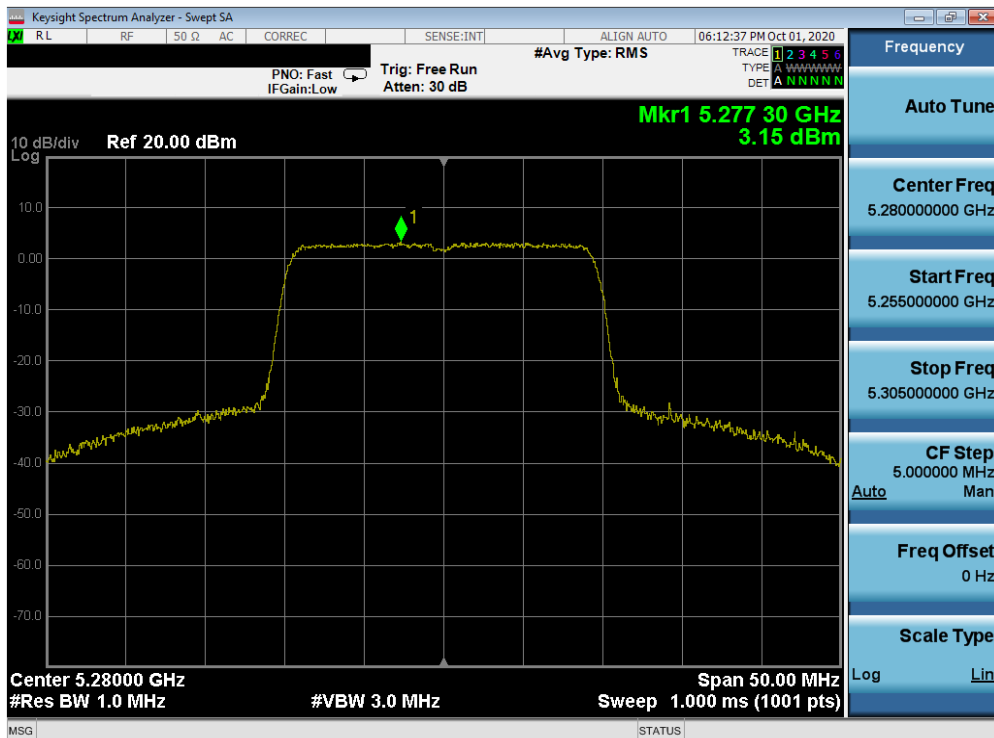 Keysight Spectrum Analyzer - Swept SA
LXI RL RF 50 Ω AC CORREC SENSE:INT ALIGN AUTO 06:12:37 PM Oct 01, 2020
Frequency
#Avg Type: RMS TRACE 1 2 3 4 5 6
PNO: Fast Trig: Free Run TYPE A WWWWW
IFGain:Low Atten: 30 dB DET A N N N N N
Auto Tune
Mkr1 5.277 30 GHz
10 dB/div Ref 20.00 dBm 3.15 dBm
Log
Center Freq
5.280000000 GHz
10.0
1
0.00
Start Freq
5.255000000 GHz
-10.0
-20.0
Stop Freq
5.305000000 GHz
-30.0
-40.0
CF Step
5.000000 MHz
Auto Man
-50.0
Freq Offset
0 Hz
-60.0
-70.0
Scale Type
Log Lin
Center 5.28000 GHz Span 50.00 MHz
#Res BW 1.0 MHz #VBW 3.0 MHz Sweep 1.000 ms (1001 pts)
MSG STATUS